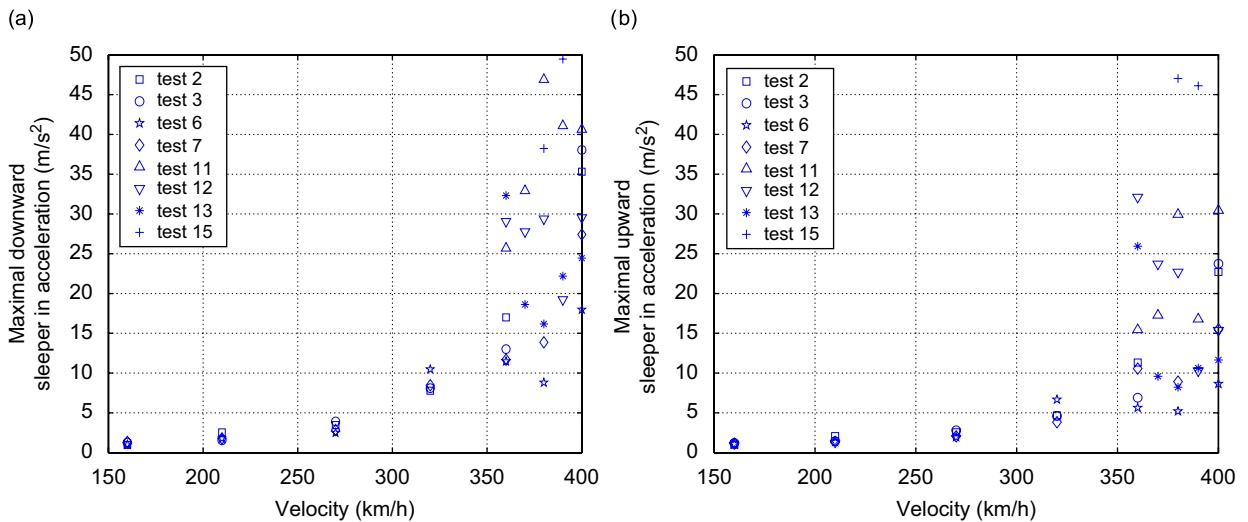 (a)
50
45
40
35
30
25
20
15
10
5
0
150
200
250
300
350
400
Velocity (km/h)
Maximal downward
sleeper in acceleration (m/s²)
test 2
test 3
test 6
test 7
test 11
test 12
test 13
test 15
(b)
50
45
40
35
30
25
20
15
10
5
0
150
200
250
300
350
400
Velocity (km/h)
Maximal upward
sleeper in acceleration (m/s²)
test 2
test 3
test 6
test 7
test 11
test 12
test 13
test 15